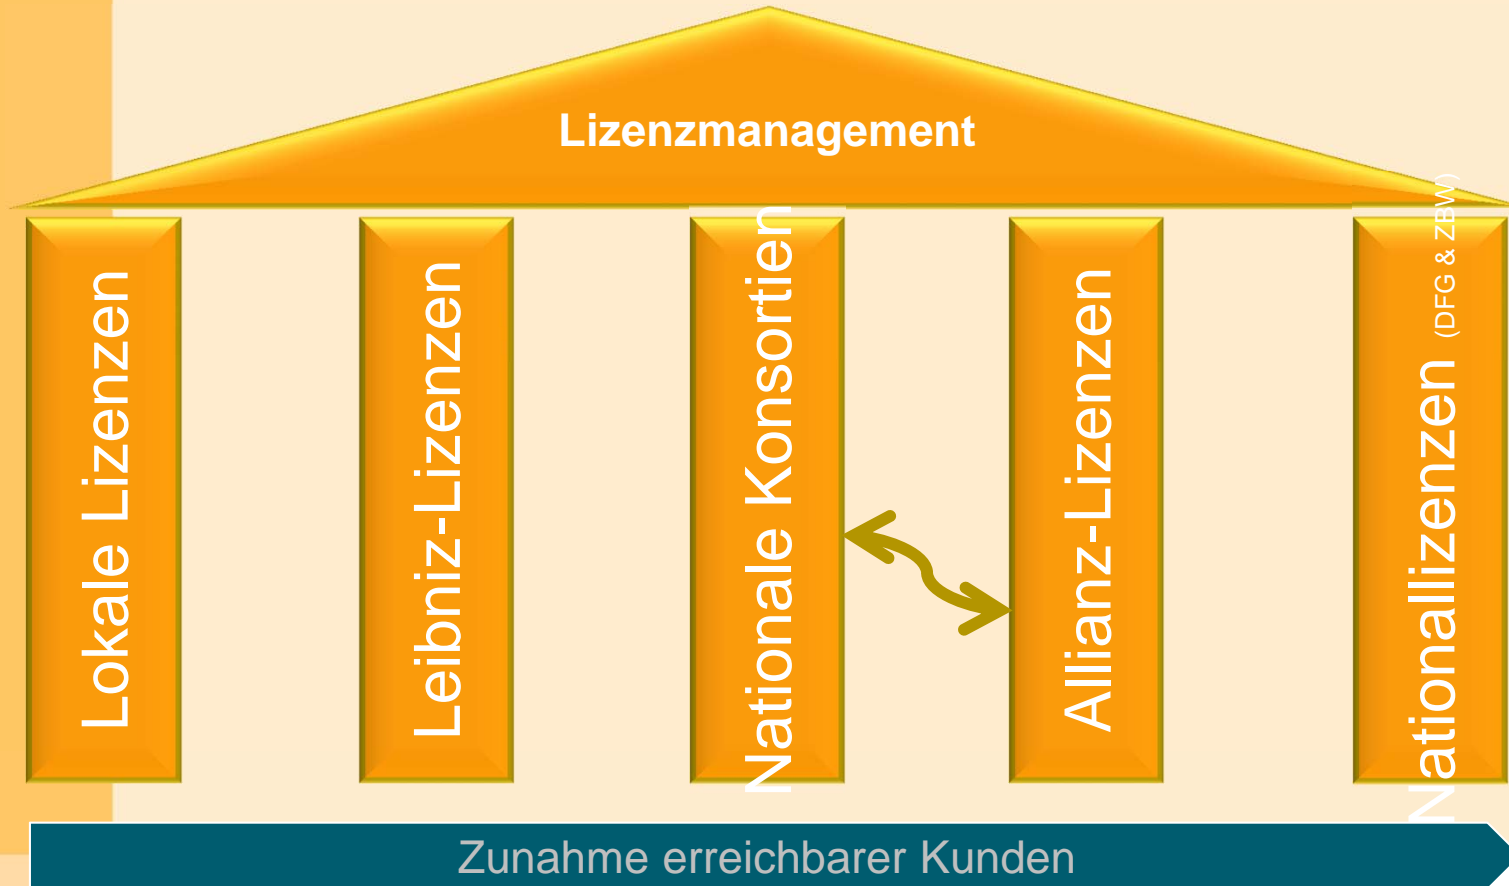 Lizenzmanagement
Lokale Lizenzen
Leibniz-Lizenzen
Nationale Konsortien
Allianz-Lizenzen
Nationallizenzen (DFG & ZBW)
Zunahme erreichbarer Kunden